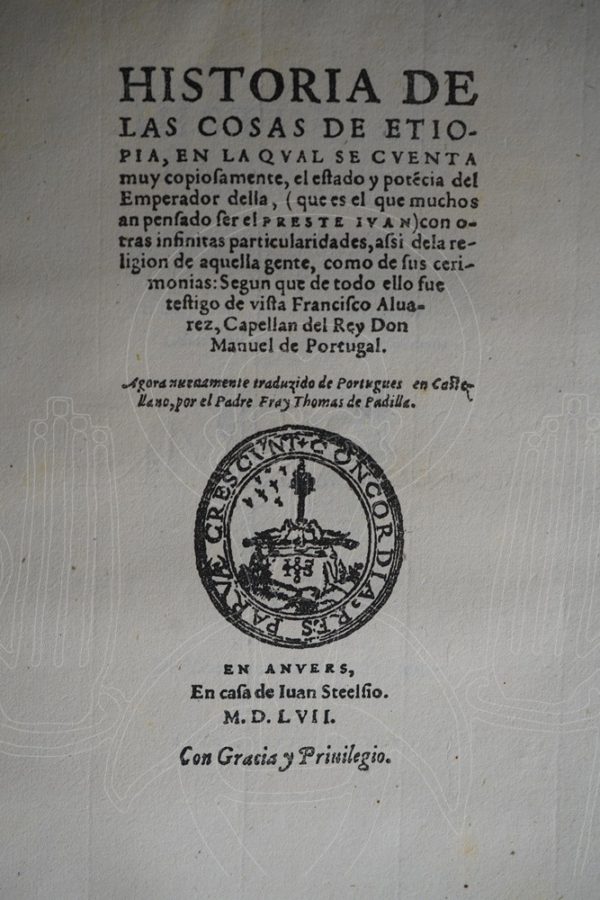 HISTORIA DE
LAS COSAS DE ETIO-
PIA, EN LA QVAL SE CVENTA
muy copiosamente, el eſtado y potēcia del
Emperador della, (que es el que muchos
an penſado ſer el PRESTE IVAN) con o-
tras infinitas particularidades, aſsi dela re-
ligion de aquella gente, como de ſus ceri-
monias: Segun que de todo ello fue
teſtigo de viſta Franciſco Alua-
rez, Capellan del Rey Don
Manuel de Portugal.
Agora nueuamente traduzido de Portugues en Caſte-
llano, por el Padre Fray Thomas de Padilla.
CONCORDIA· RES PARVAE CRESCVNT·
EN ANVERS,
En caſa de Iuan Steelſio.
M. D. LVII.
Con Gracia y Priuilegio.